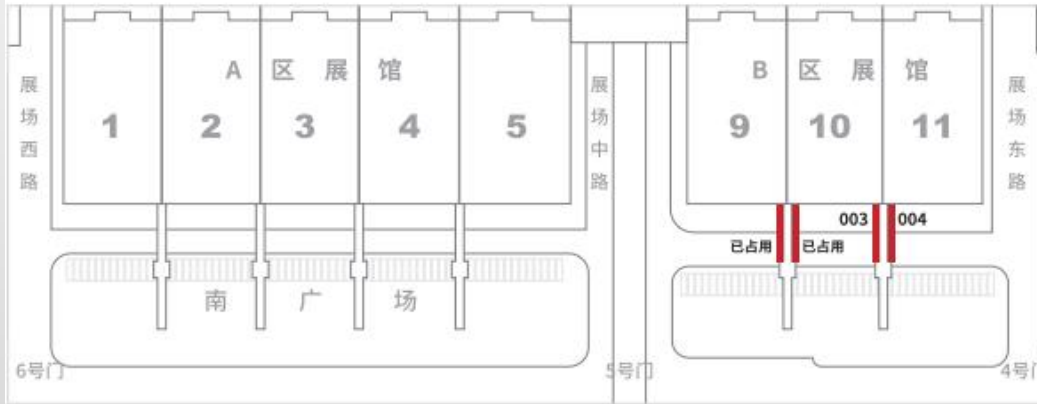 A 区 展 馆
B 区 展 馆
展场西路
1
2
3
4
5
展场中路
9
10
11
展场东路
003
004
已占用
已占用
南 广 场
6号门
5号门
4号门